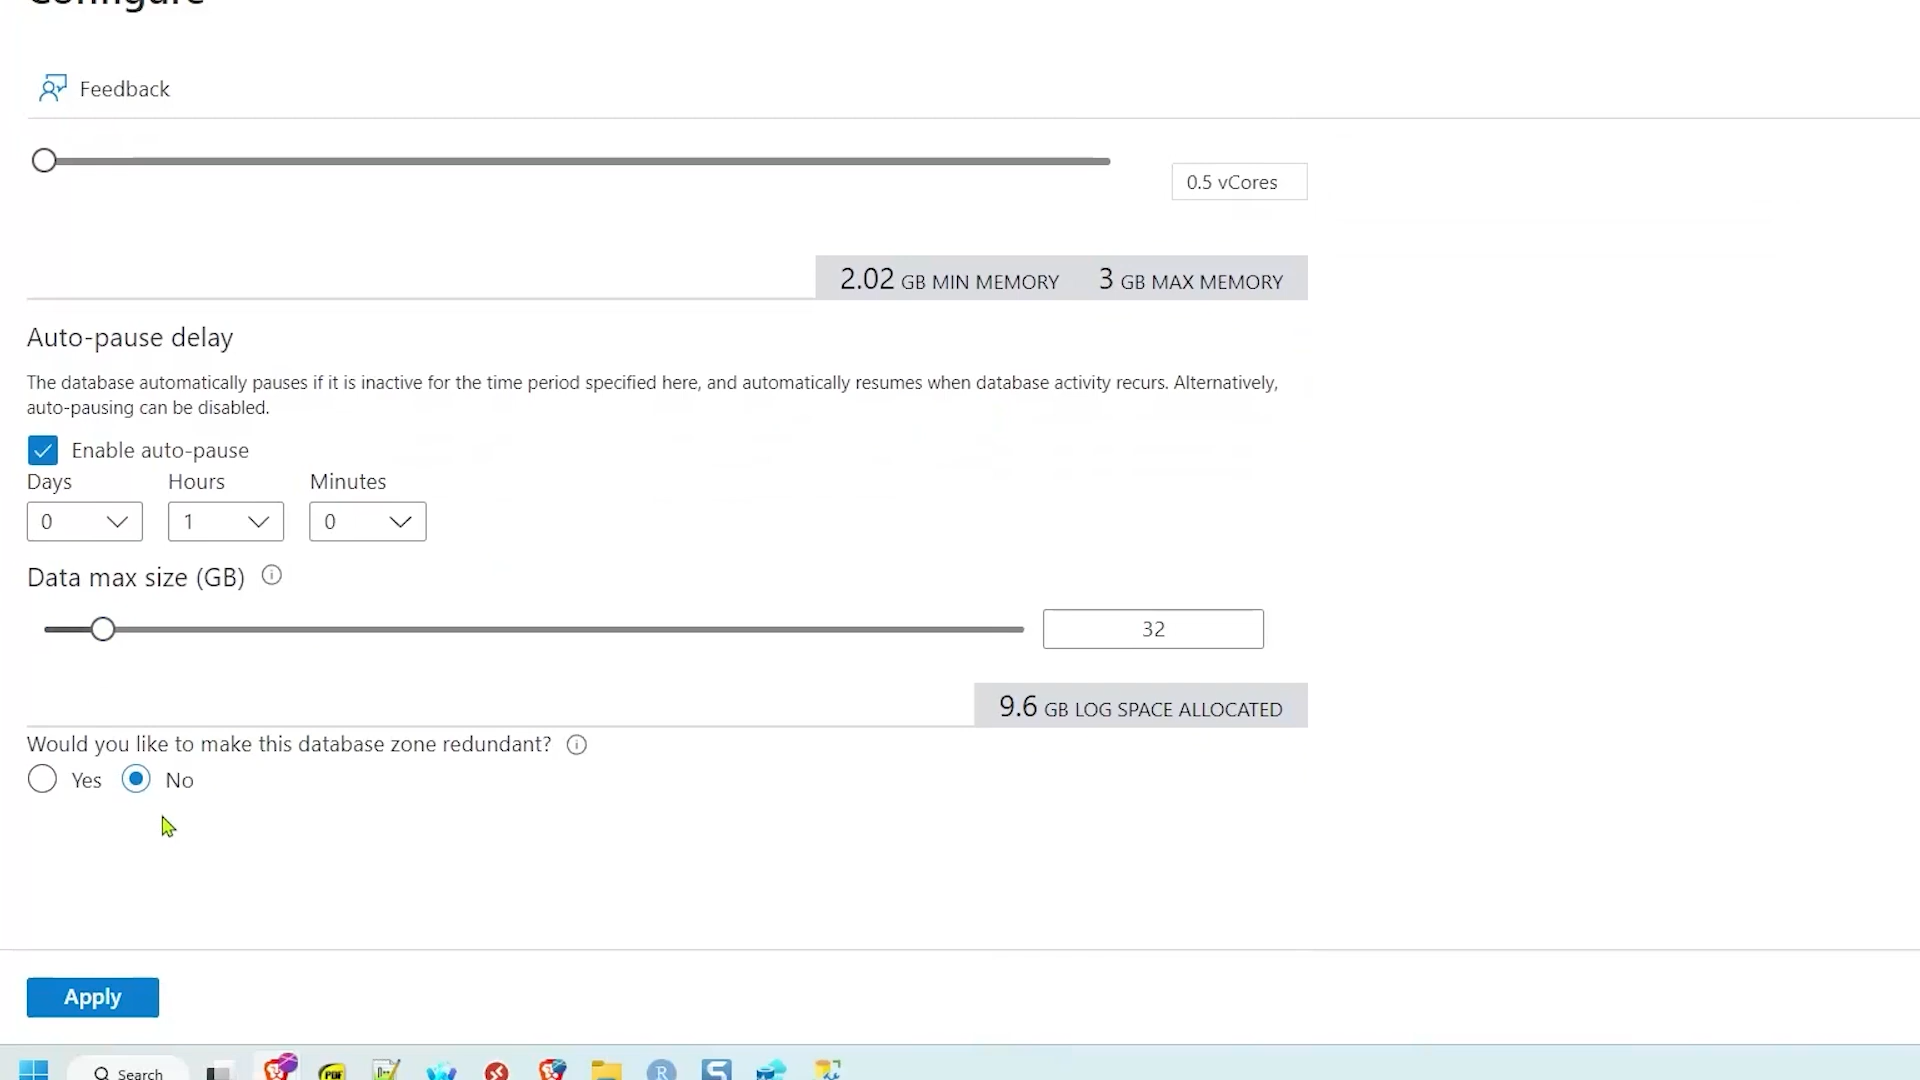 Configure
Feedback
0.5 vCores
2.02 GB MIN MEMORY 3 GB MAX MEMORY
Auto-pause delay
The database automatically pauses if it is inactive for the time period specified here, and automatically resumes when database activity recurs. Alternatively,
auto-pausing can be disabled.
Enable auto-pause
Days Hours Minutes
0 1 0
Data max size (GB)
32
9.6 GB LOG SPACE ALLOCATED
Would you like to make this database zone redundant?
Yes No
Apply
Search PDF R S